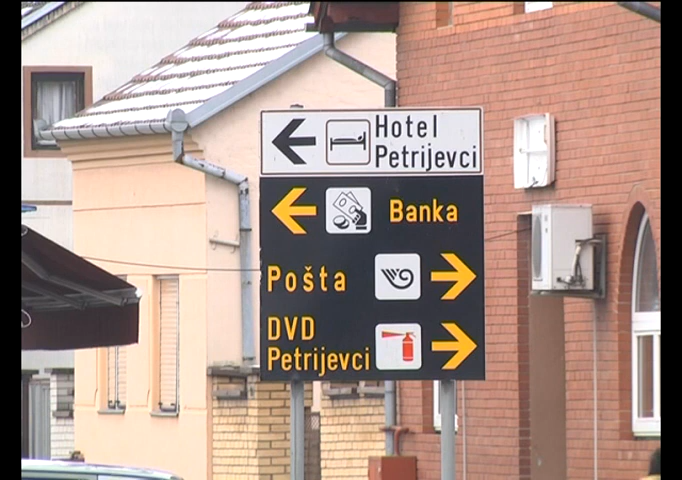 Hotel
Petrijevci
Banka
Pošta
DVD
Petrijevci